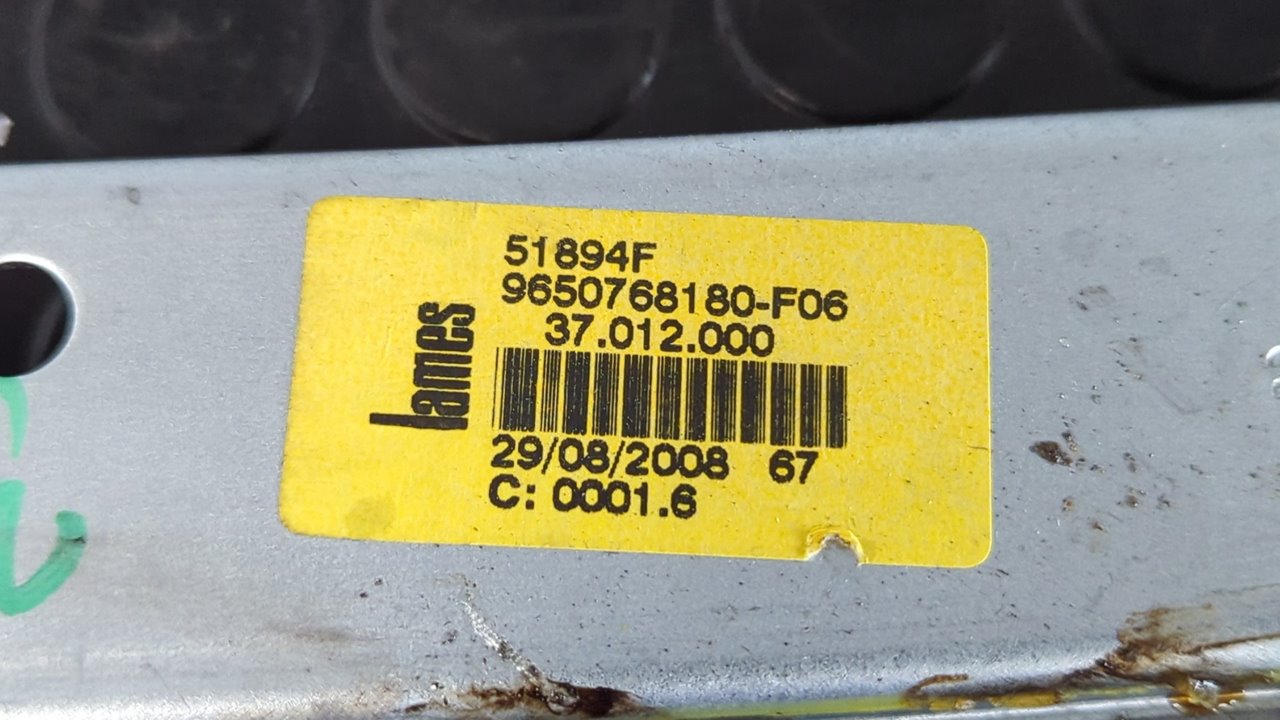 51894F
9650768180-F06
37.012.000
lames
29/08/2008 67
C: 0001.6